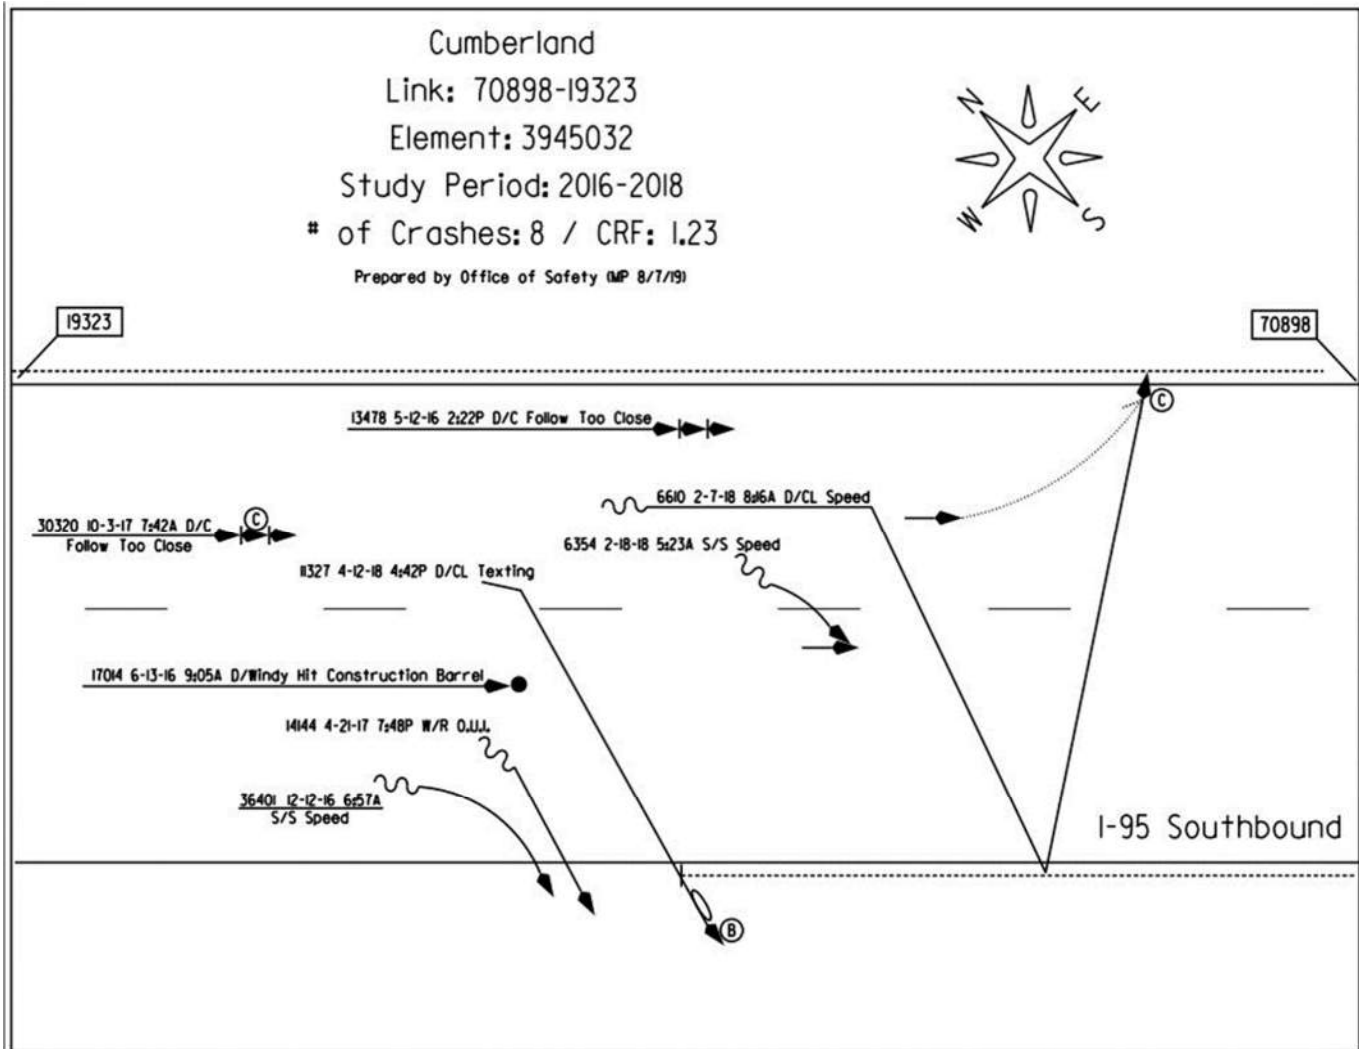 Cumberland
Link: 70898-19323
Element: 3945032
Study Period: 2016-2018
# of Crashes: 8 / CRF: 1.23
Prepared by Office of Safety (MP 8/7/19)
N
E
W
S
19323
70898
C
13478 5-12-16 2:22P D/C Follow Too Close
6610 2-7-18 8:16A D/CL Speed
C
30320 10-3-17 7:42A D/C
Follow Too Close
6354 2-18-18 5:23A S/S Speed
11327 4-12-18 4:42P D/CL Texting
17014 6-13-16 9:05A D/Windy Hit Construction Barrel
14144 4-21-17 7:48P W/R O.U.I.
36401 12-12-16 6:57A
S/S Speed
I-95 Southbound
B